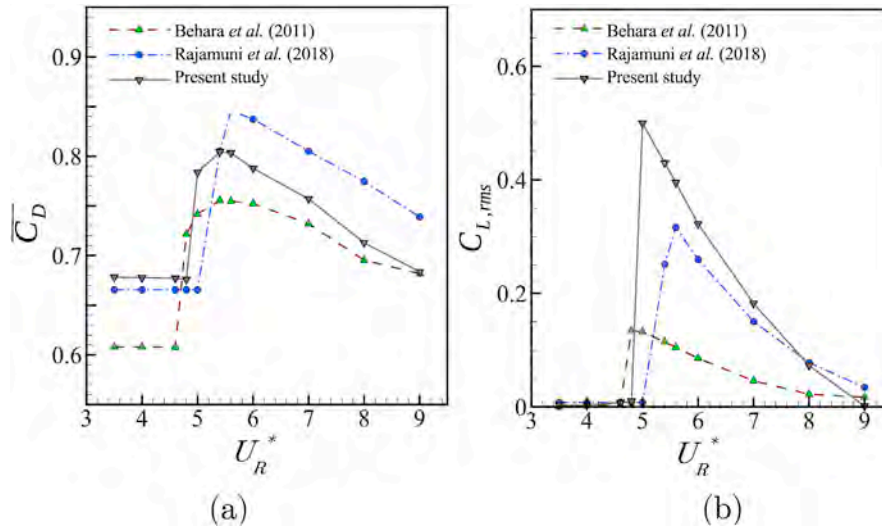 Behara et al. (2011)
Rajamuni et al. (2018)
Present study
0.9
0.8
0.7
0.6
C_D
3 4 5 6 7 8 9
U_R*
(a)
Behara et al. (2011)
Rajamuni et al. (2018)
Present study
0.6
0.4
0.2
0
C_L,rms
3 4 5 6 7 8 9
U_R*
(b)